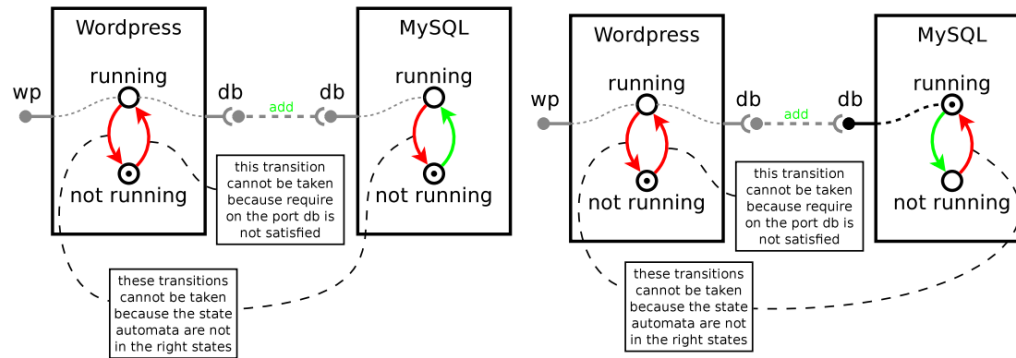 Wordpress
MySQL
running
running
wp
db
add
db
not running
not running
this transition
cannot be taken
because require
on the port db is
not satisfied
these transitions
cannot be taken
because the state
automata are not
in the right states
Wordpress
MySQL
running
running
wp
db
add
db
not running
not running
this transition
cannot be taken
because require
on the port db is
not satisfied
these transitions
cannot be taken
because the state
automata are not
in the right states